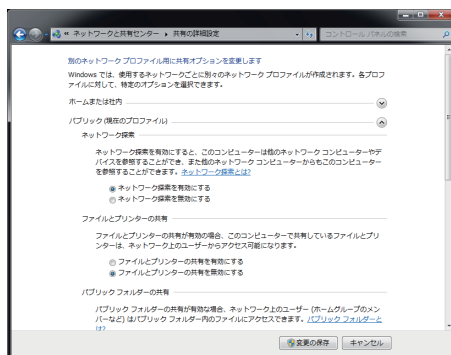 « ネットワークと共有センター ▸ 共有の詳細設定
コントロール パネルの検索
別のネットワーク プロファイル用に共有オプションを変更します
Windows では、使用するネットワークごとに別々のネットワーク プロファイルが作成されます。各プロフ
ァイルに対して、特定のオプションを選択できます。
ホームまたは社内
パブリック (現在のプロファイル)
ネットワーク探索
ネットワーク探索を有効にすると、このコンピューターは他のネットワーク コンピューターやデ
バイスを参照することができ、また他のネットワーク コンピューターからもこのコンピューター
を参照することができます。ネットワーク探索とは?
ネットワーク探索を有効にする
ネットワーク探索を無効にする
ファイルとプリンターの共有
ファイルとプリンターの共有が有効の場合、このコンピューターで共有しているファイルとプリ
ンターは、ネットワーク上のユーザーからアクセス可能になります。
ファイルとプリンターの共有を有効にする
ファイルとプリンターの共有を無効にする
パブリック フォルダーの共有
パブリック フォルダーの共有が有効な場合、ネットワーク上のユーザー (ホームグループのメン
バーなど) はパブリック フォルダー内のファイルにアクセスできます。パブリック フォルダーと
は?
変更の保存
キャンセル